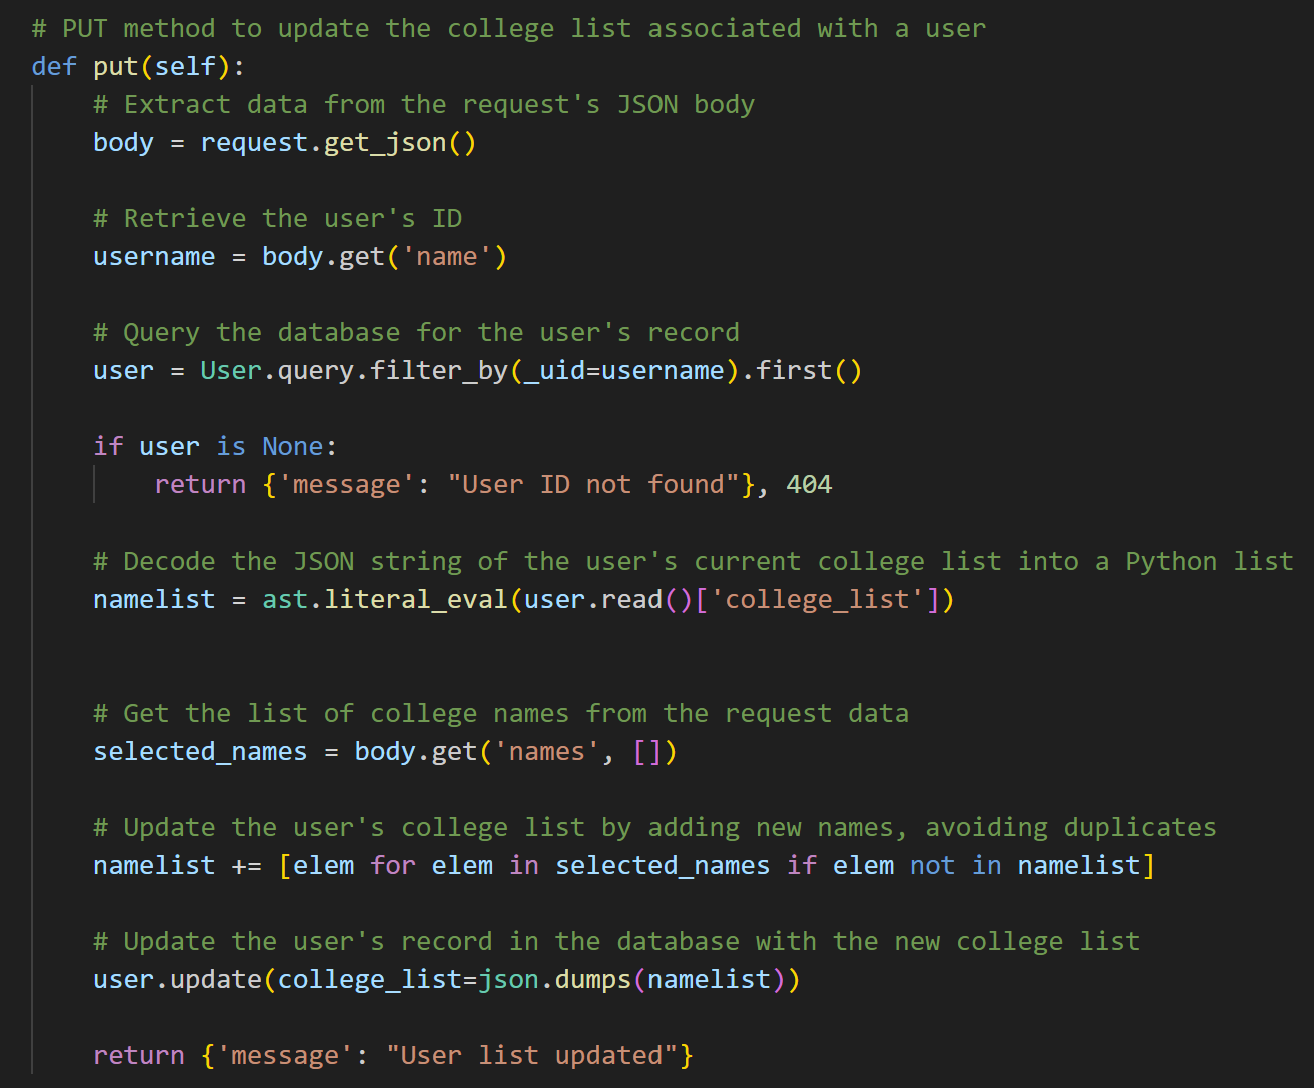 # PUT method to update the college list associated with a user
def put(self):
    # Extract data from the request's JSON body
    body = request.get_json()

    # Retrieve the user's ID
    username = body.get('name')

    # Query the database for the user's record
    user = User.query.filter_by(_uid=username).first()

    if user is None:
        return {'message': "User ID not found"}, 404

    # Decode the JSON string of the user's current college list into a Python list
    namelist = ast.literal_eval(user.read()['college_list'])


    # Get the list of college names from the request data
    selected_names = body.get('names', [])

    # Update the user's college list by adding new names, avoiding duplicates
    namelist += [elem for elem in selected_names if elem not in namelist]

    # Update the user's record in the database with the new college list
    user.update(college_list=json.dumps(namelist))

    return {'message': "User list updated"}